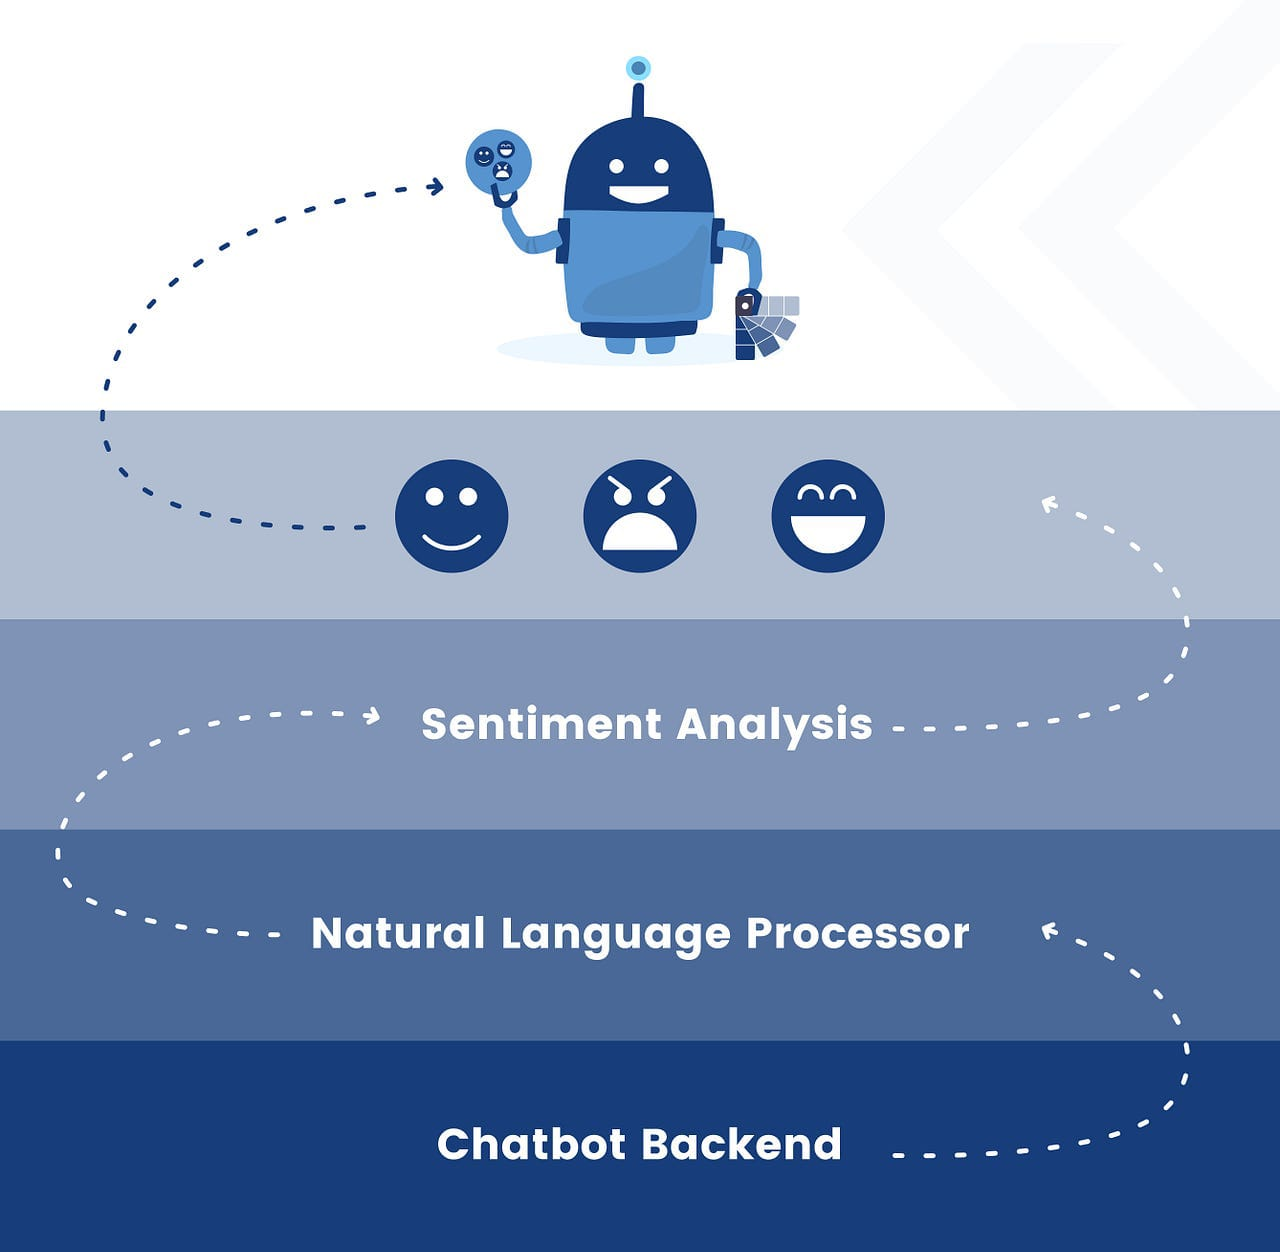 Sentiment Analysis
Natural Language Processor
Chatbot Backend